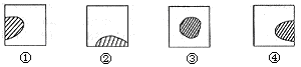 ① ② ③ ④